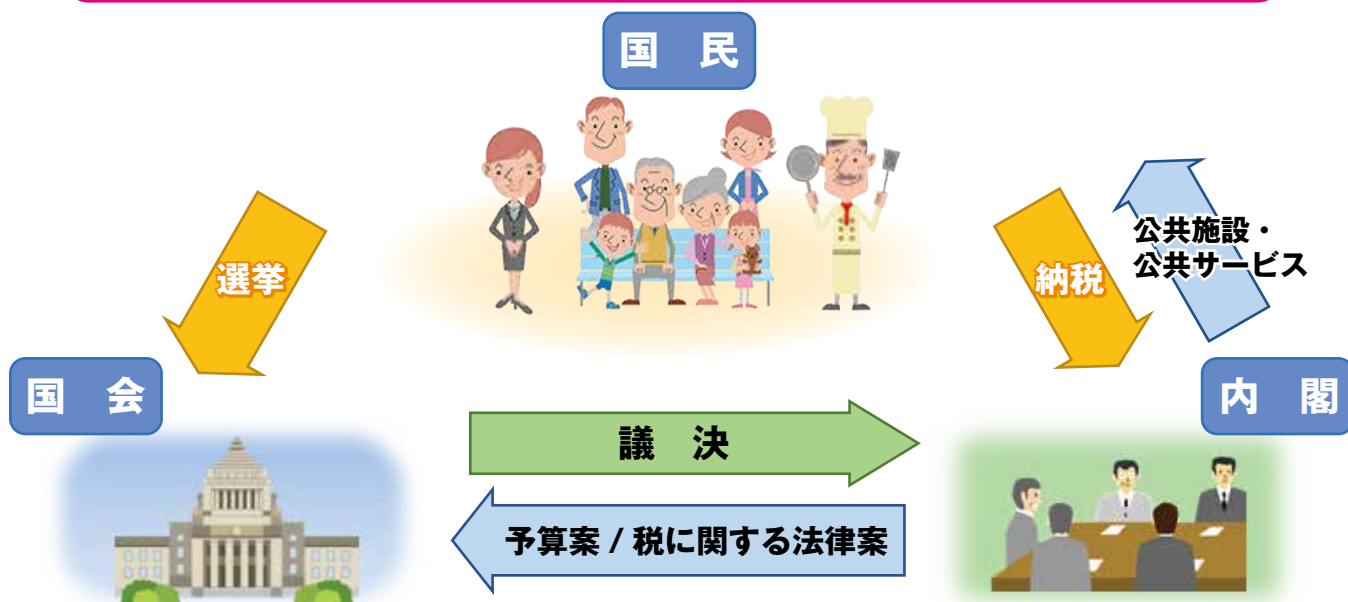 国　民
選挙
納税
公共施設・
公共サービス
国　会
内　閣
議　決
予算案 / 税に関する法律案